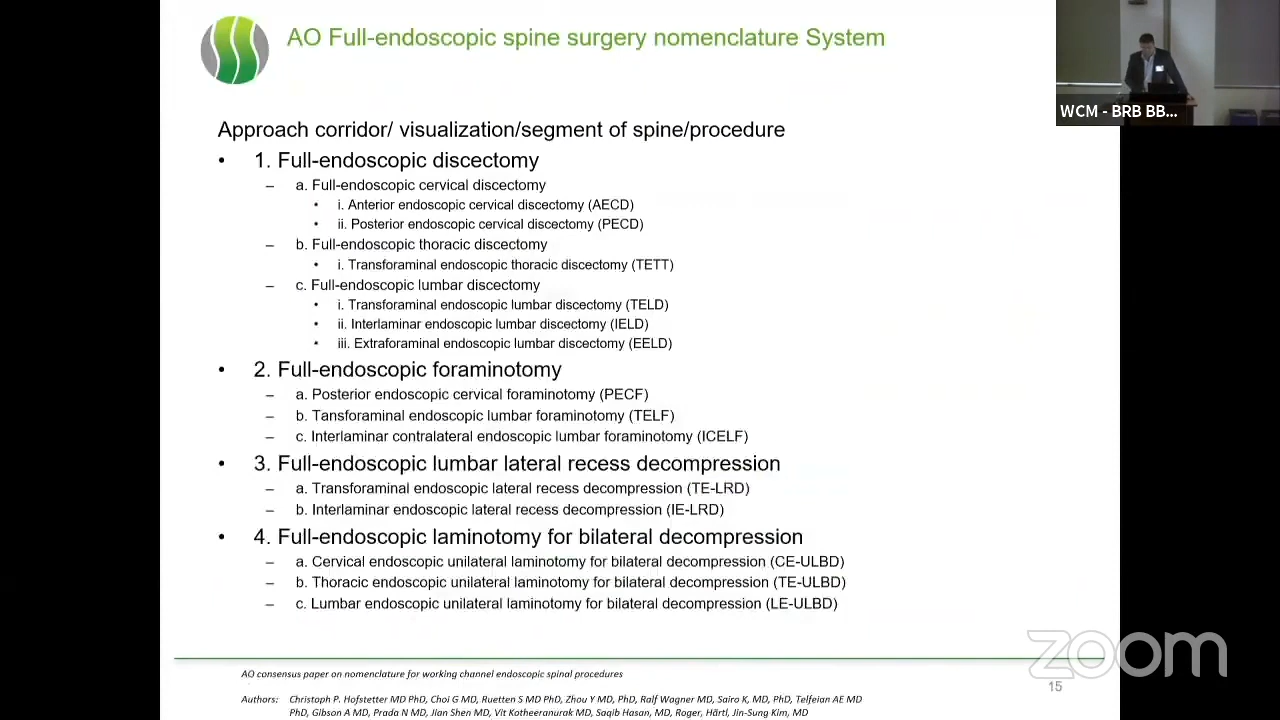 AO Full-endoscopic spine surgery nomenclature System
WCM - BRB BB...
Approach corridor/ visualization/segment of spine/procedure
• 1. Full-endoscopic discectomy
– a. Full-endoscopic cervical discectomy
• i. Anterior endoscopic cervical discectomy (AECD)
• ii. Posterior endoscopic cervical discectomy (PECD)
– b. Full-endoscopic thoracic discectomy
• i. Transforaminal endoscopic thoracic discectomy (TETT)
– c. Full-endoscopic lumbar discectomy
• i. Transforaminal endoscopic lumbar discectomy (TELD)
• ii. Interlaminar endoscopic lumbar discectomy (IELD)
• iii. Extraforaminal endoscopic lumbar discectomy (EELD)
• 2. Full-endoscopic foraminotomy
– a. Posterior endoscopic cervical foraminotomy (PECF)
– b. Tansforaminal endoscopic lumbar foraminotomy (TELF)
– c. Interlaminar contralateral endoscopic lumbar foraminotomy (ICELF)
• 3. Full-endoscopic lumbar lateral recess decompression
– a. Transforaminal endoscopic lateral recess decompression (TE-LRD)
– b. Interlaminar endoscopic lateral recess decompression (IE-LRD)
• 4. Full-endoscopic laminotomy for bilateral decompression
– a. Cervical endoscopic unilateral laminotomy for bilateral decompression (CE-ULBD)
– b. Thoracic endoscopic unilateral laminotomy for bilateral decompression (TE-ULBD)
– c. Lumbar endoscopic unilateral laminotomy for bilateral decompression (LE-ULBD)
zoom
AO consensus paper on nomenclature for working channel endoscopic spinal procedures
15
Authors: Christoph P. Hofstetter MD PhD, Choi G MD, Ruetten S MD PhD, Zhou Y MD, PhD, Ralf Wagner MD, Sairo K, MD, PhD, Telfeian AE MD
PhD, Gibson A MD, Prada N MD, Jian Shen MD, Vit Kotheeranurak MD, Saqib Hasan, MD, Roger, Härtl, Jin-Sung Kim, MD